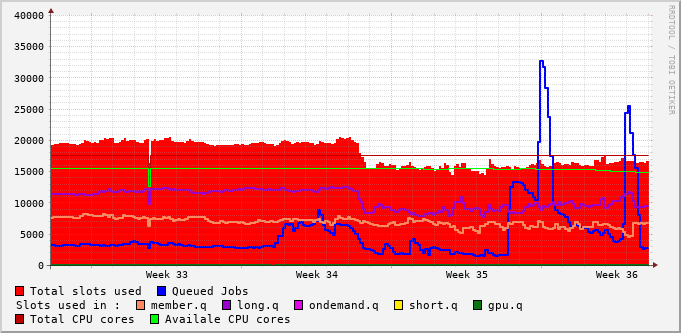 RRDTOOL / TOBI OETIKER
40000
35000
30000
25000
20000
15000
10000
5000
0
Week 33 Week 34 Week 35 Week 36
Total slots used Queued Jobs
Slots used in : member.q long.q ondemand.q short.q gpu.q
Total CPU cores Availale CPU cores